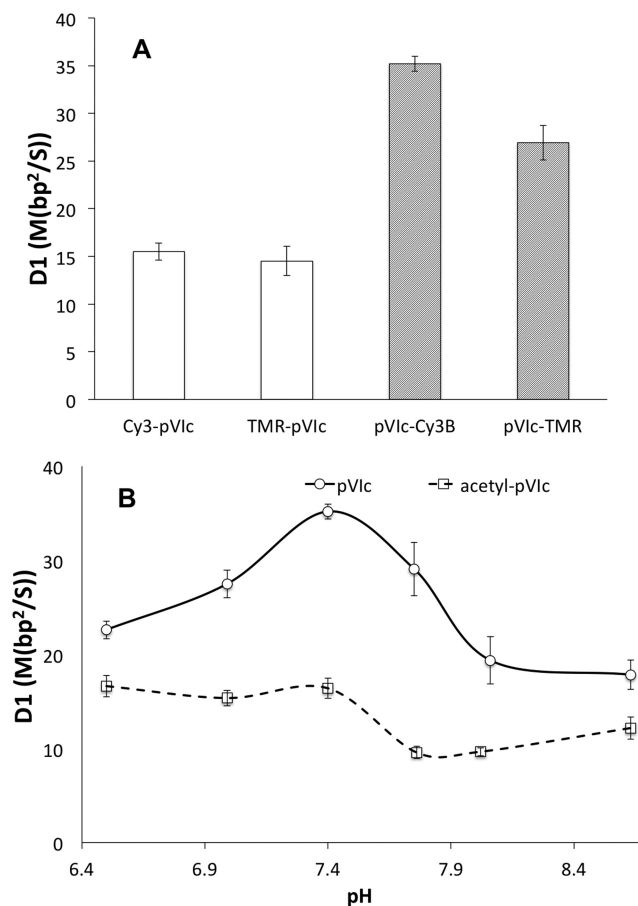 A
D1 (M(bp²/S))
40
35
30
25
20
15
10
5
0
Cy3-pVIc TMR-pVIc pVIc-Cy3B pVIc-TMR
B
pVIc acetyl-pVIc
D1 (M(bp²/S))
40
30
20
10
0
6.4 6.9 7.4 7.9 8.4
pH